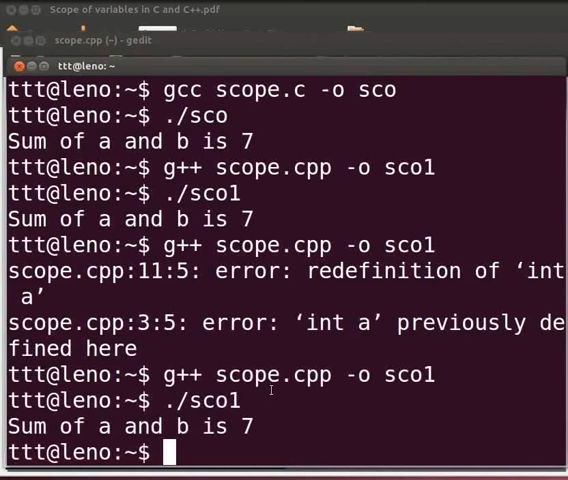 Scope of variables in C and C++.pdf
scope.cpp (~) - gedit
ttt@leno: ~
ttt@leno:~$ gcc scope.c -o sco
ttt@leno:~$ ./sco
Sum of a and b is 7
ttt@leno:~$ g++ scope.cpp -o sco1
ttt@leno:~$ ./sco1
Sum of a and b is 7
ttt@leno:~$ g++ scope.cpp -o sco1
scope.cpp:11:5: error: redefinition of ‘int
a’
scope.cpp:3:5: error: ‘int a’ previously de
fined here
ttt@leno:~$ g++ scope.cpp -o sco1
ttt@leno:~$ ./sco1
Sum of a and b is 7
ttt@leno:~$